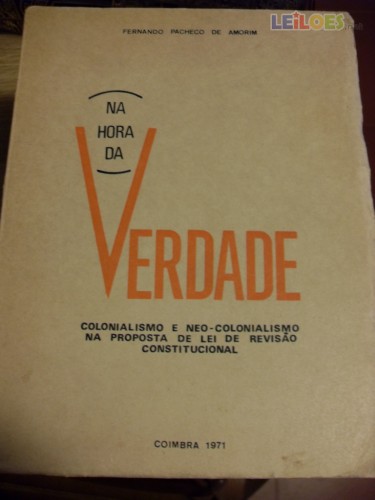 LEiLOES.net
FERNANDO PACHECO DE AMORIM
(NA
HORA
DA)
VERDADE
COLONIALISMO E NEO-COLONIALISMO
NA PROPOSTA DE LEI DE REVISÃO
CONSTITUCIONAL
COIMBRA 1971